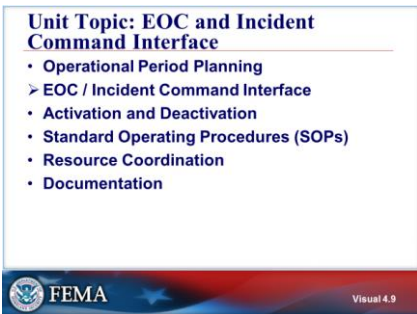 Unit Topic: EOC and Incident
Command Interface
• Operational Period Planning
➢ EOC / Incident Command Interface
• Activation and Deactivation
• Standard Operating Procedures (SOPs)
• Resource Coordination
• Documentation
FEMA
Visual 4.9